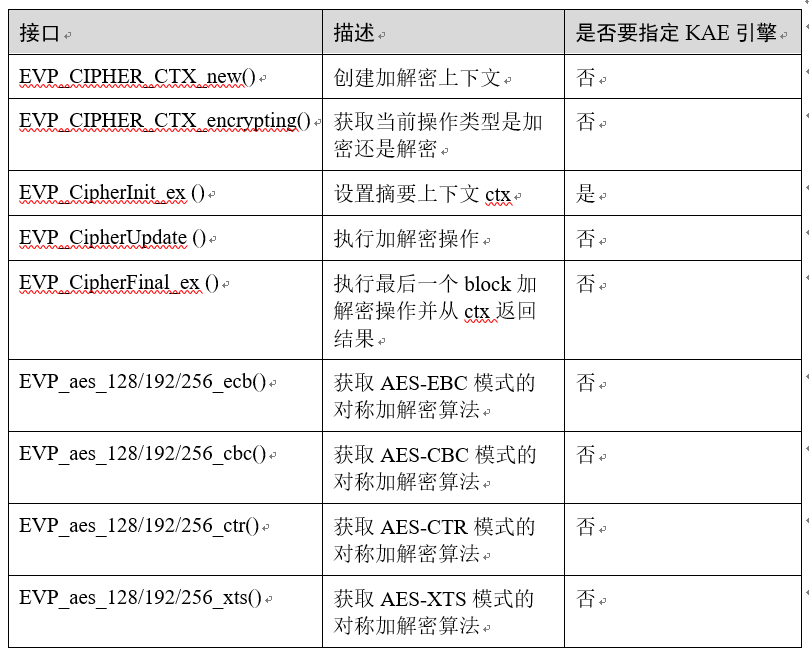 接口 描述 是否要指定 KAE 引擎
EVP_CIPHER_CTX_new() 创建加解密上下文 否
EVP_CIPHER_CTX_encrypting() 获取当前操作类型是加 否
密还是解密
EVP_CipherInit_ex () 设置摘要上下文 ctx 是
EVP_CipherUpdate () 执行加解密操作 否
EVP_CipherFinal_ex () 执行最后一个 block 加 否
解密操作并从 ctx 返回
结果
EVP_aes_128/192/256_ecb() 获取 AES-EBC 模式的 否
对称加解密算法
EVP_aes_128/192/256_cbc() 获取 AES-CBC 模式的 否
对称加解密算法
EVP_aes_128/192/256_ctr() 获取 AES-CTR 模式的 否
对称加解密算法
EVP_aes_128/192/256_xts() 获取 AES-XTS 模式的 否
对称加解密算法